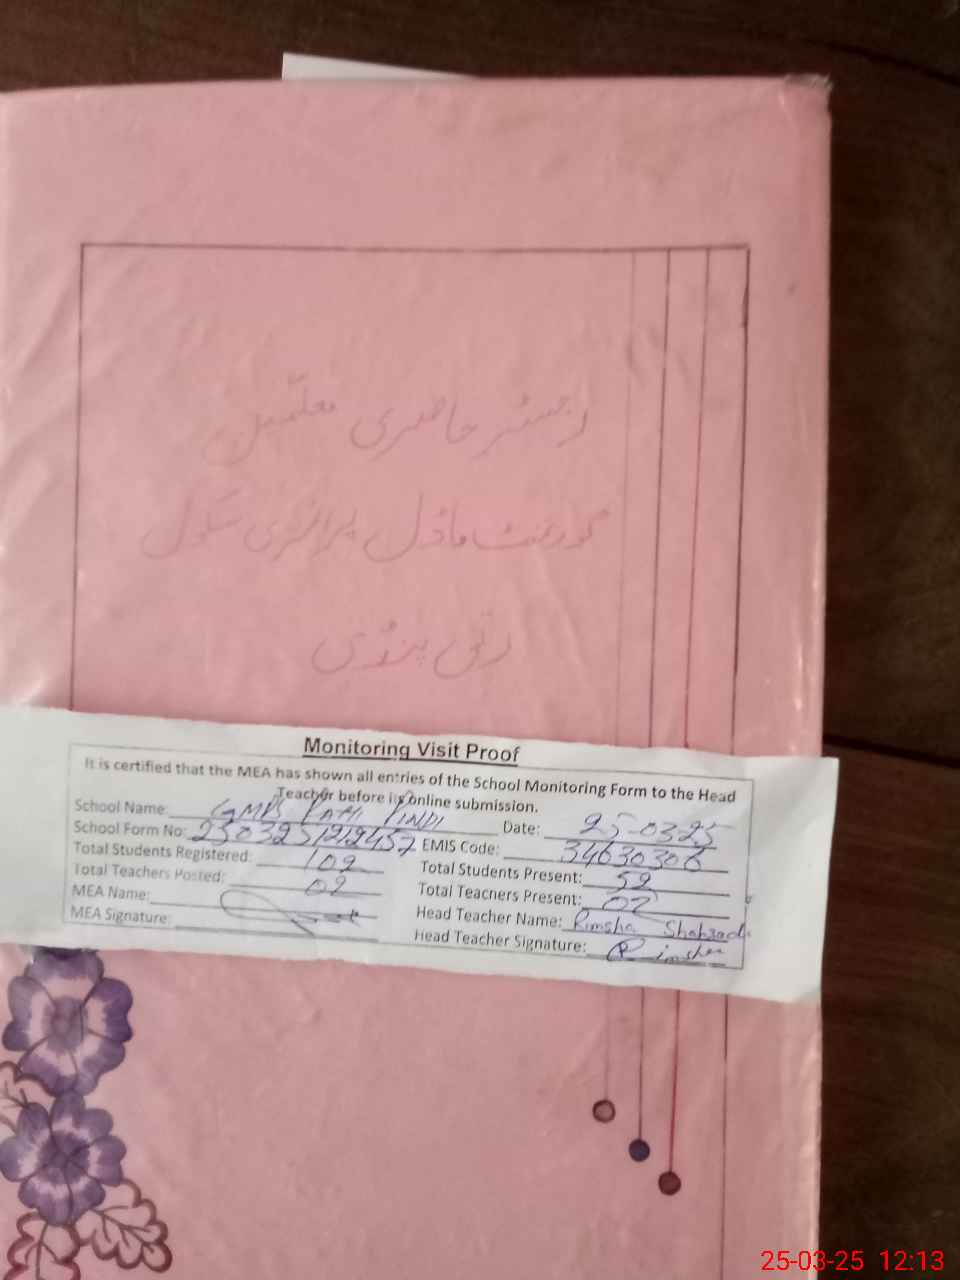 رجسٹر حاضری معلمین
گورنمنٹ ماڈل پرائمری سکول
رتی پنڈی
Monitoring Visit Proof
It is certified that the MEA has shown all entries of the School Monitoring Form to the Head
Teacher before its online submission.
School Name: GMPS RATTI PINDI Date: 25-03-25
School Form No: EMIS Code: 34630306
Total Students Registered: 102 Total Students Present: 52
Total Teachers Posted: 02 Total Teachers Present: 02
MEA Name: Head Teacher Name: Rimsha Shahzadi
MEA Signature: Head Teacher Signature: Rimsha
25-03-25 12:13